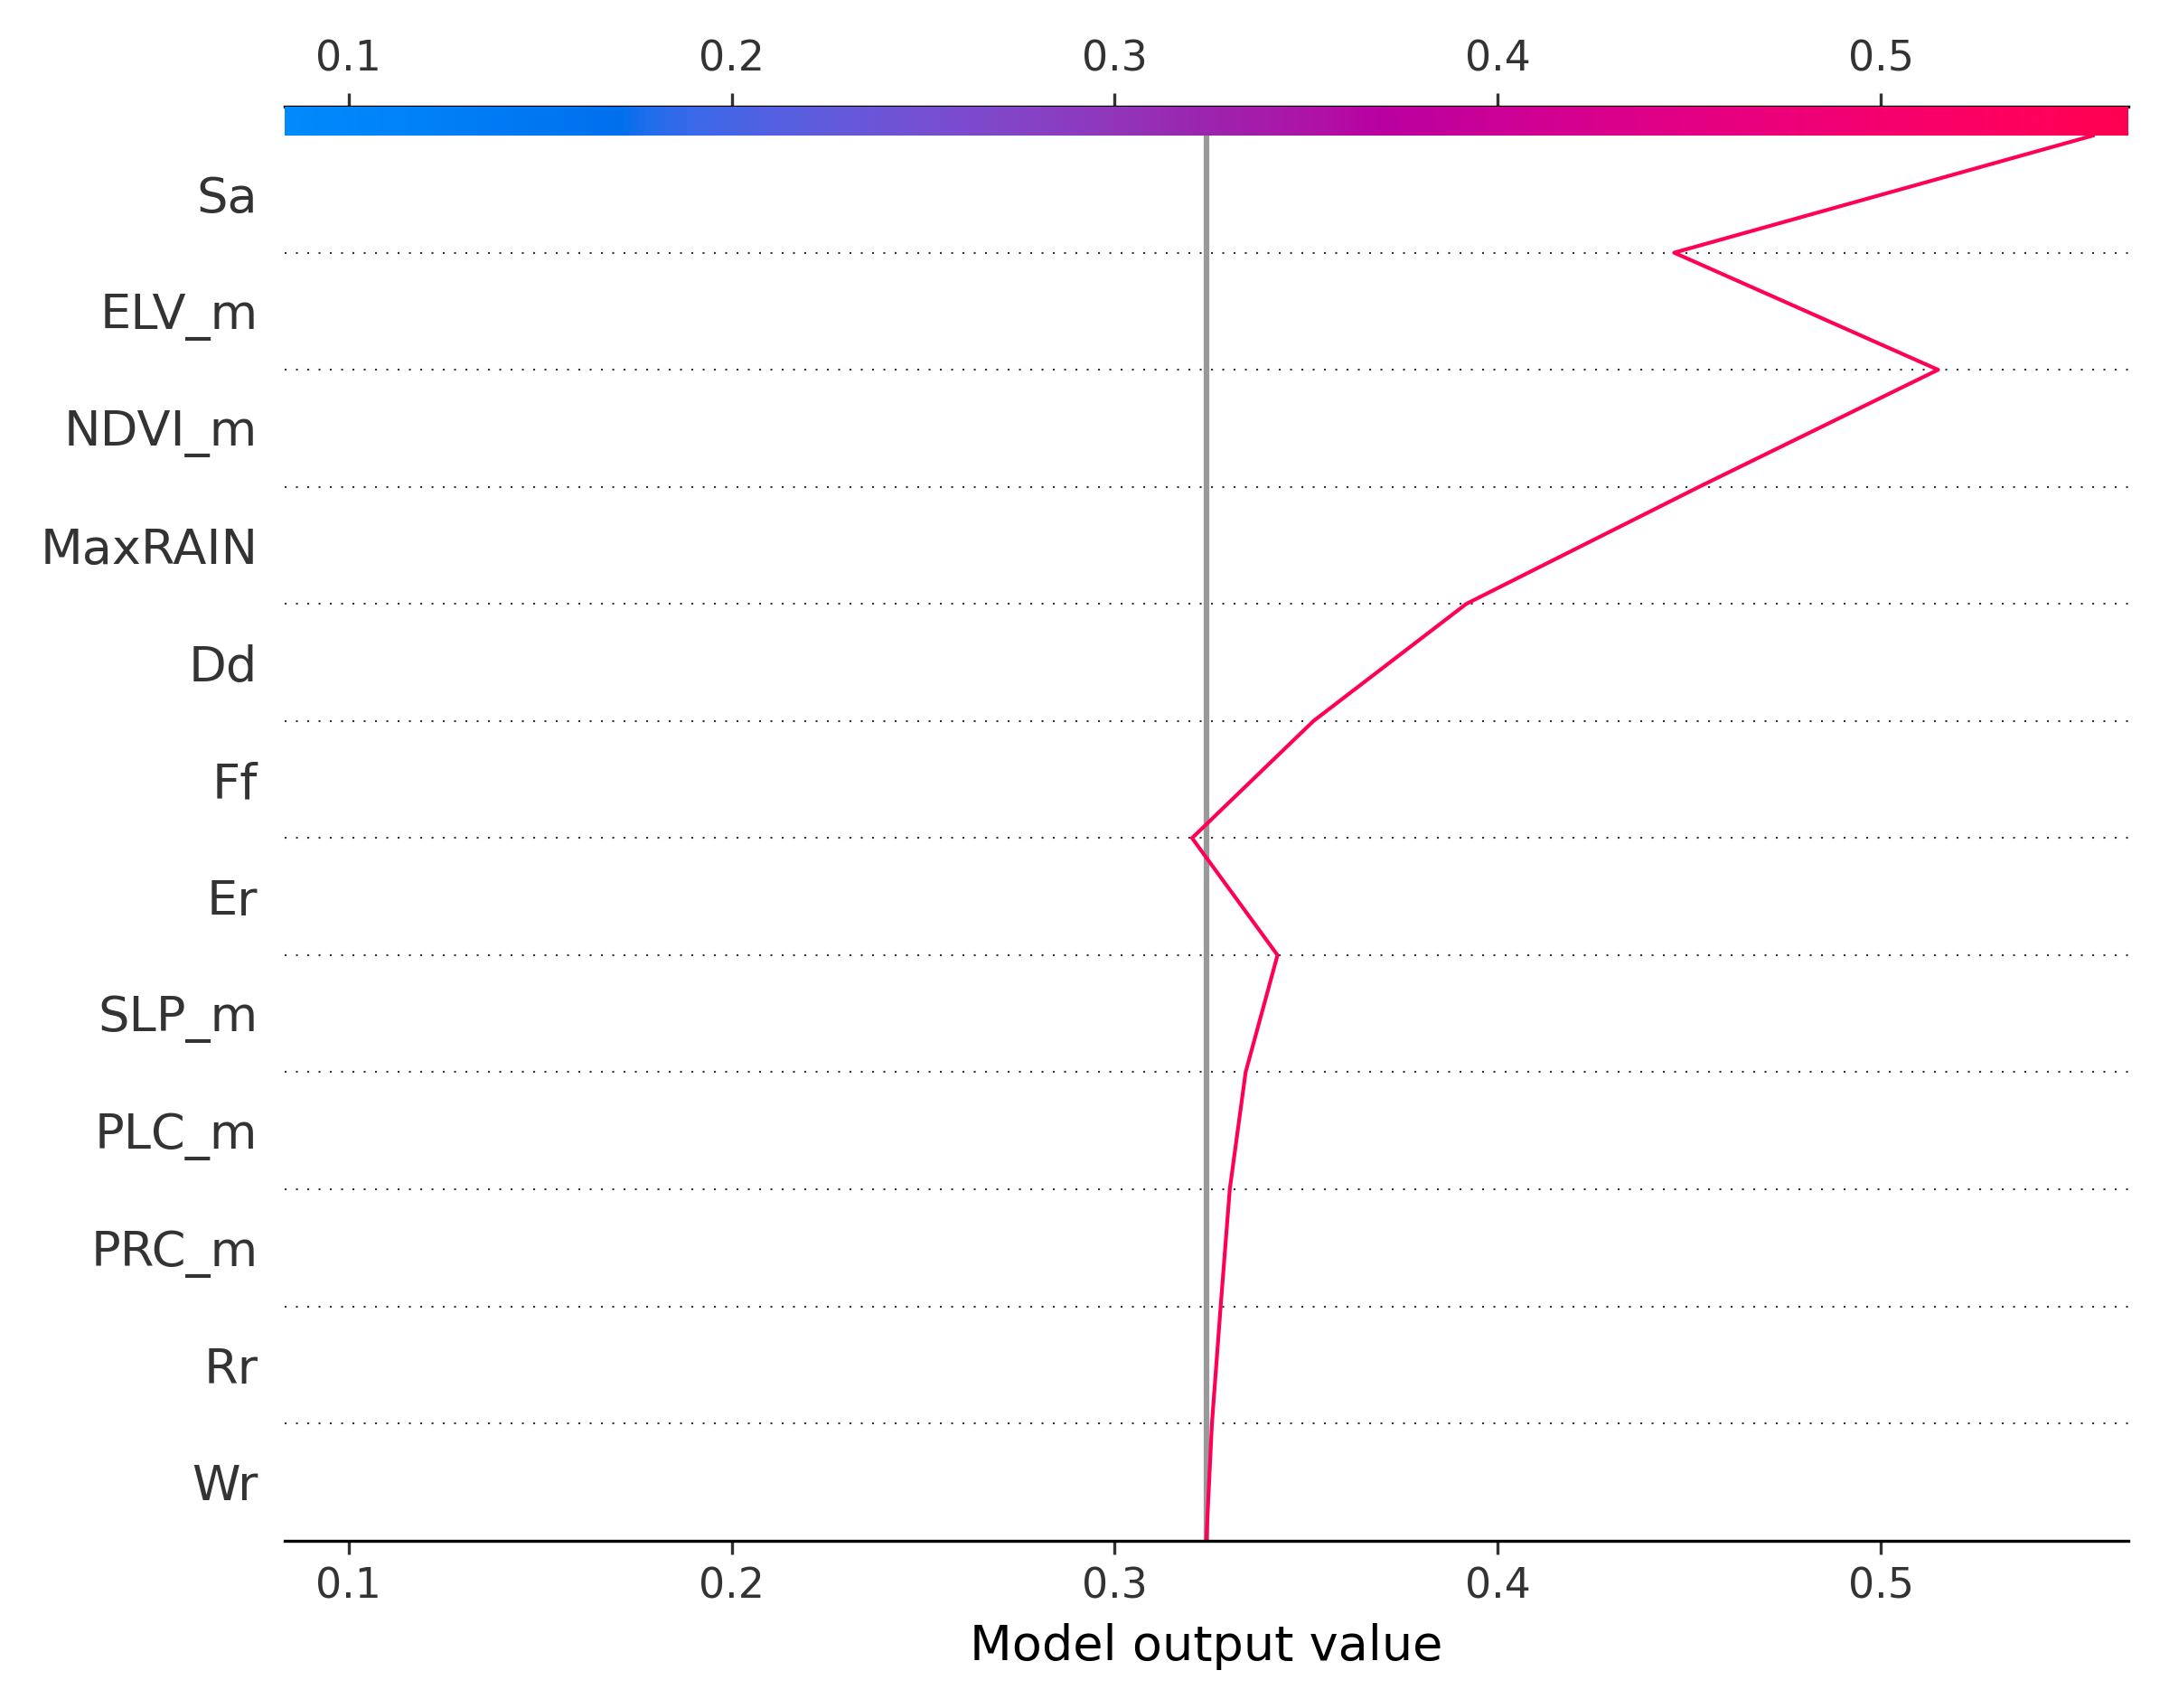 0.1 0.2 0.3 0.4 0.5
Sa
ELV_m
NDVI_m
MaxRAIN
Dd
Ff
Er
SLP_m
PLC_m
PRC_m
Rr
Wr
0.1 0.2 0.3 0.4 0.5
Model output value